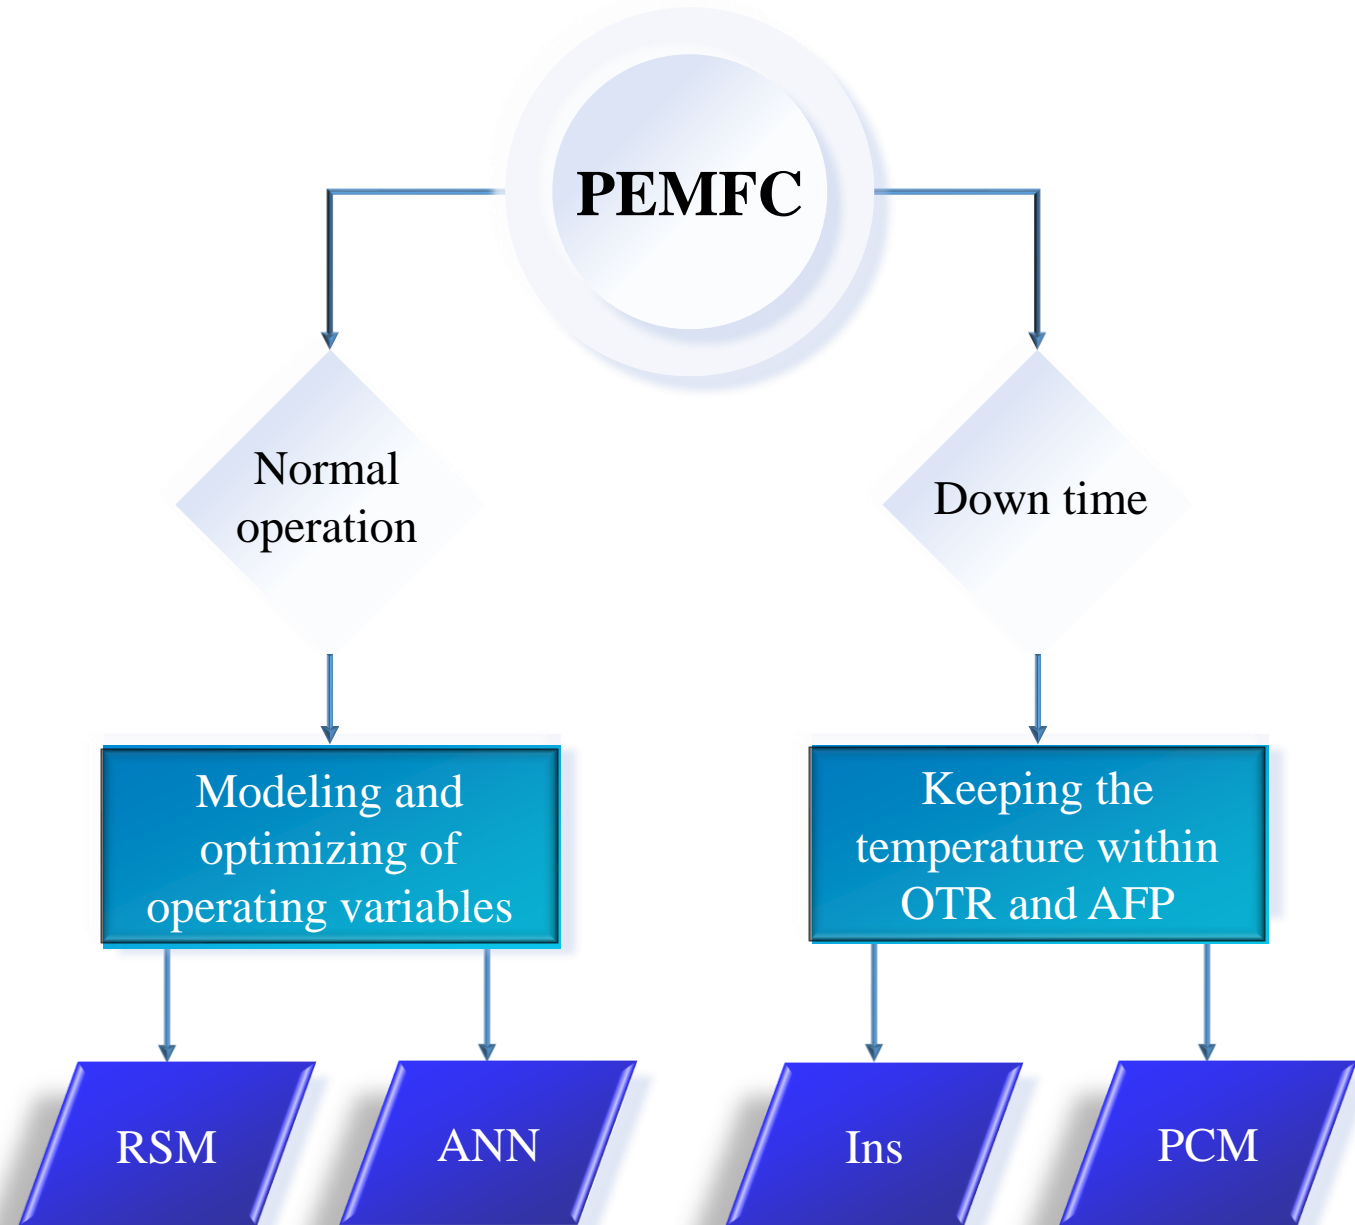 PEMFC
Normal
operation
Down time
Modeling and
optimizing of
operating variables
Keeping the
temperature within
OTR and AFP
RSM
ANN
Ins
PCM